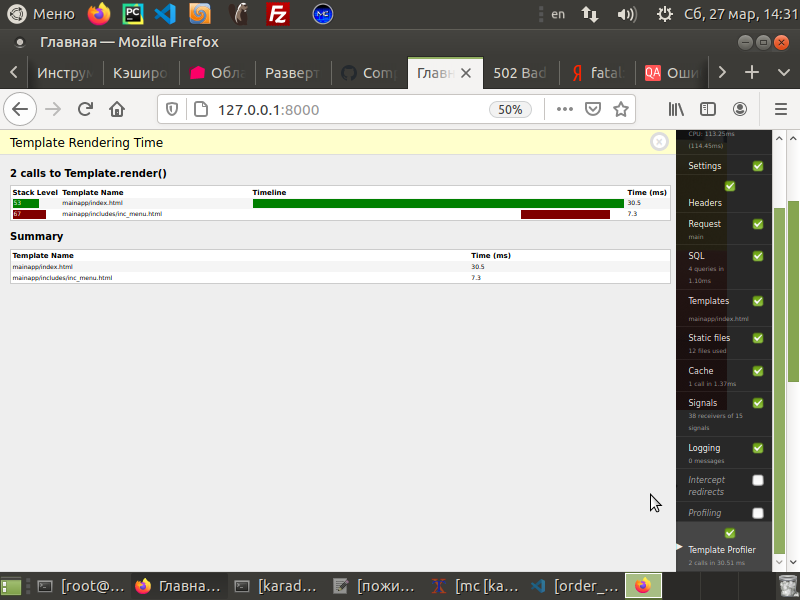 Меню
en
Сб, 27 мар, 14:31
Главная — Mozilla Firefox
Инструм
Кэширо
Обла
Разверт
Com
Главн
502 Bad
fatal
QA Оши
127.0.0.1:8000
50%
Template Rendering Time
2 calls to Template.render()
Stack Level Template Name Timeline Time (ms)
53 mainapp/index.html 30.5
67 mainapp/includes/inc_menu.html 7.3
Summary
Template Name Time (ms)
mainapp/index.html 30.5
mainapp/includes/inc_menu.html 7.3
CPU: 113.25ms
(114.45ms)
Settings
Headers
Request
main
SQL
4 queries in
1.10ms
Templates
mainapp/index.html
Static files
12 files used
Cache
1 call in 1.37ms
Signals
38 receivers of 15
signals
Logging
0 messages
Intercept
redirects
Profiling
Template Profiler
2 calls in 30.51 ms
[root@...
Главна...
[karad...
[пожи...
[mc [ka...
[order_...